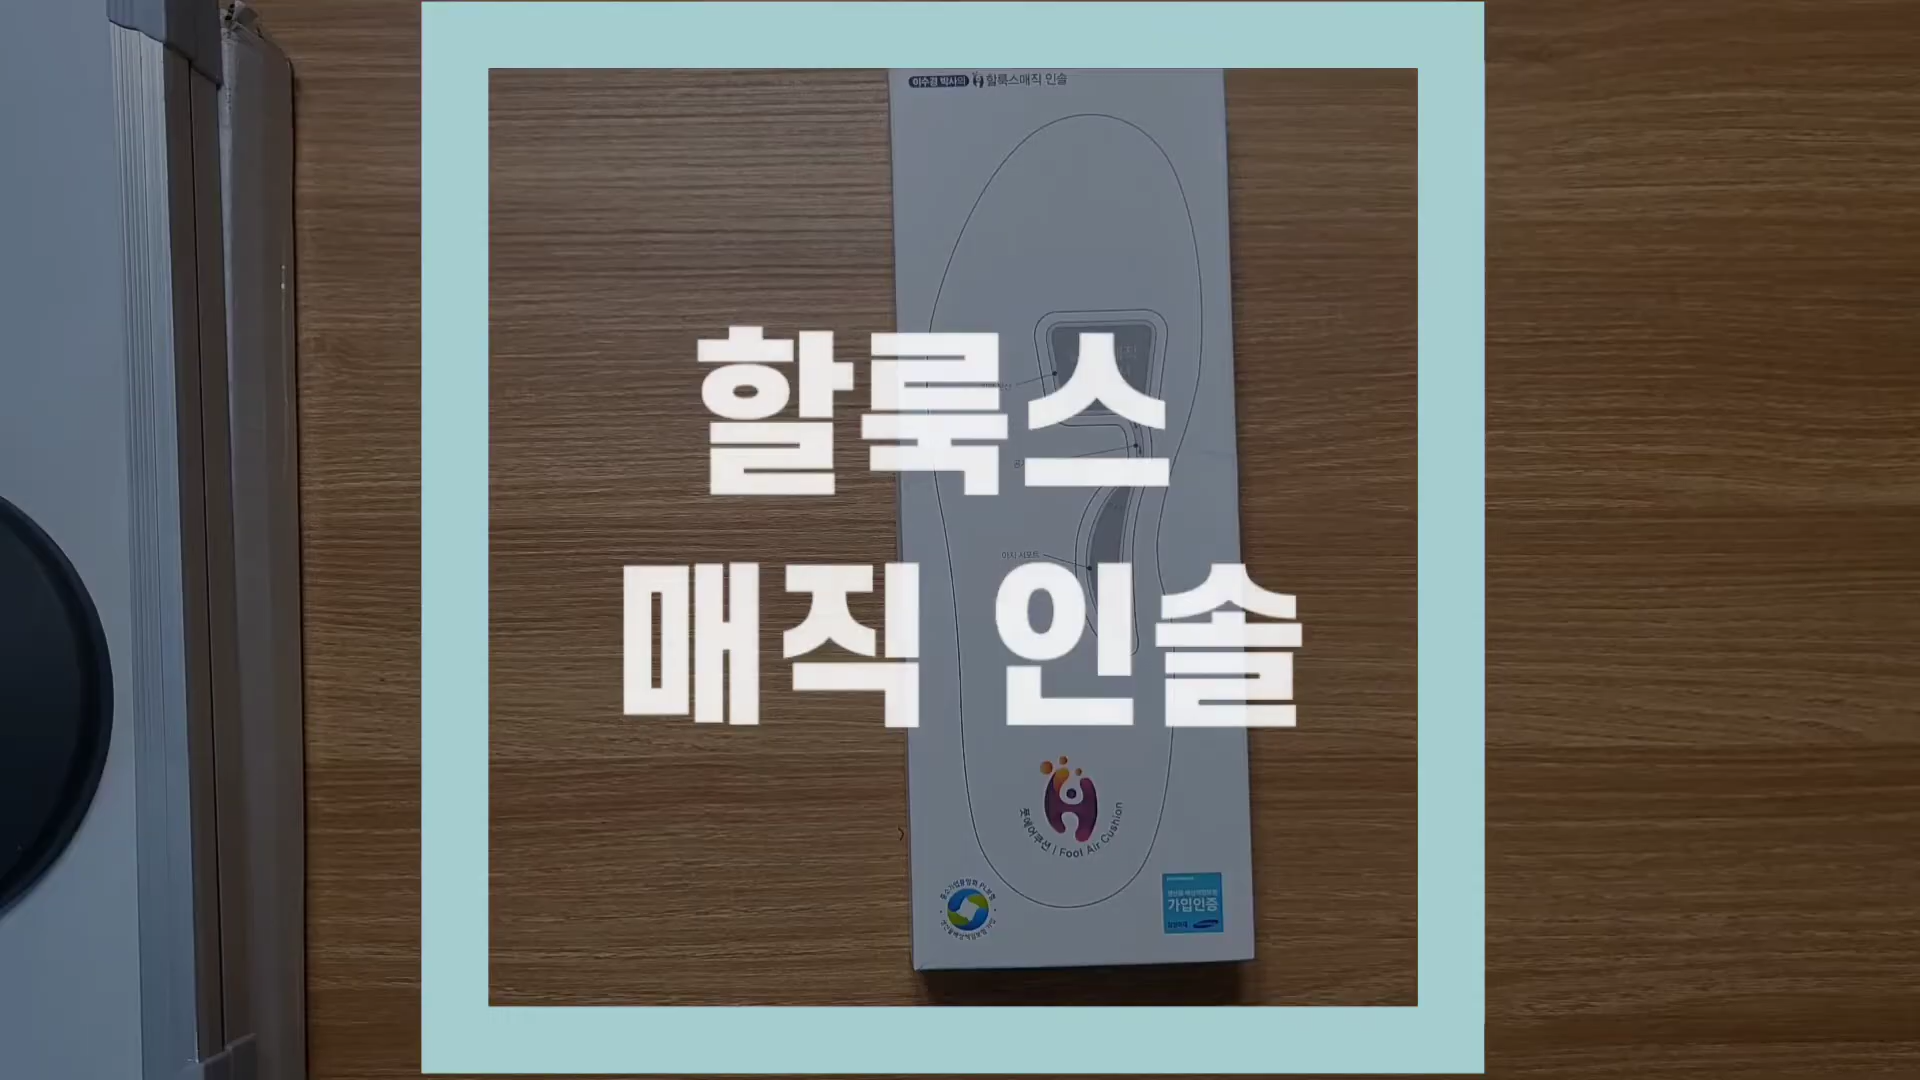 이수경 박사의 할룩스매직 인솔
할룩스
매직 인솔
아치 서포트
풋에어쿠션 | Foot Air Cushion
가입인증